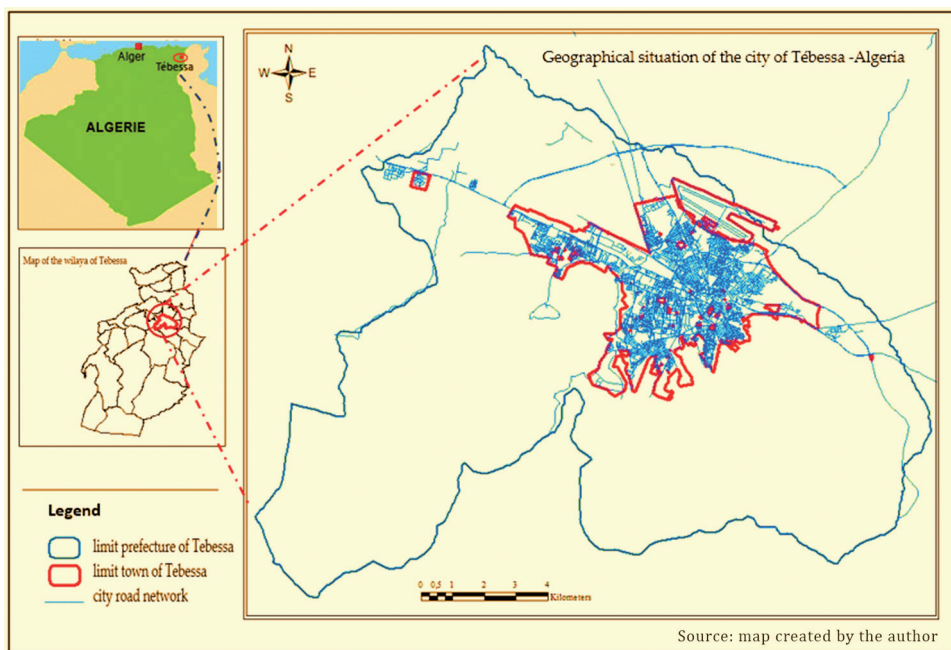 Geographical situation of the city of Tébessa -Algeria
N
W E
S
Alger
Tébessa
ALGERIE
Map of the wilaya of Tebessa
Legend
limit prefecture of Tebessa
limit town of Tebessa
city road network
0 0,5 1 2 3 4
Kilometers
Source: map created by the author